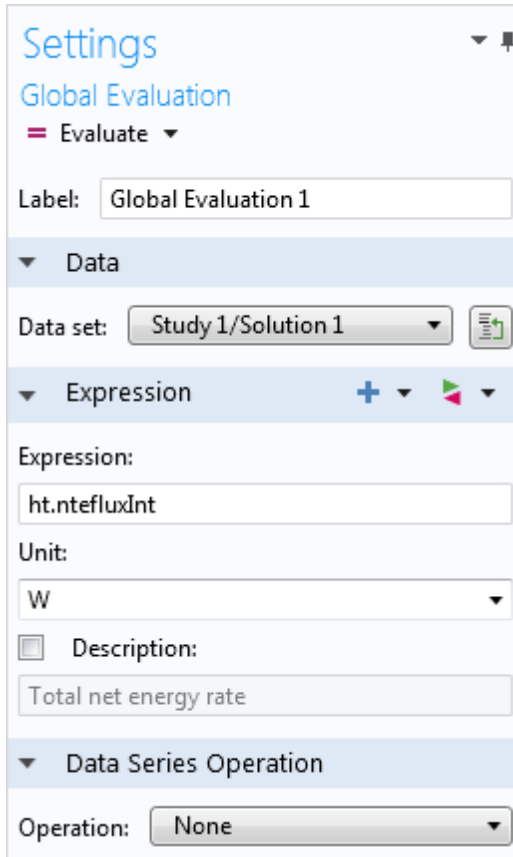 Settings
Global Evaluation
= Evaluate
Label: Global Evaluation 1
Data
Data set: Study 1/Solution 1
Expression
Expression:
ht.ntefluxInt
Unit:
W
Description:
Total net energy rate
Data Series Operation
Operation: None